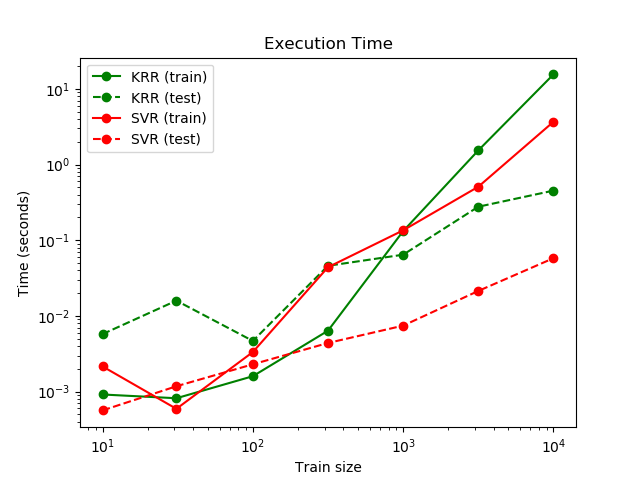 Execution Time
KRR (train)
KRR (test)
SVR (train)
SVR (test)
Time (seconds)
10¹
10⁰
10⁻¹
10⁻²
10⁻³
10¹
10²
10³
10⁴
Train size